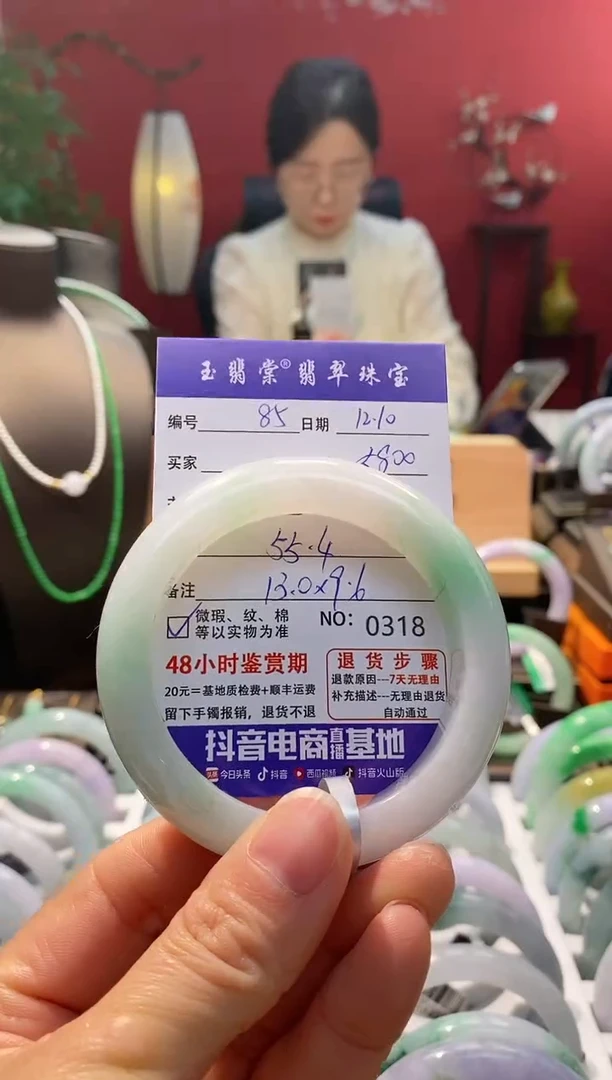 玉翡棠® 翡翠珠宝
编号 85 日期 12.10
买家 5800
55.4
备注 13.0×9.6
微瑕、纹、棉
等以实物为准
NO: 0318
48小时鉴赏期
20元=基地质检费+顺丰运费
留下手镯报销，退货不退
退货步骤
退款原因---7天无理由
补充描述---无理由退货
自动通过
抖音电商直播基地
今日头条 抖音 西瓜视频 抖音火山版